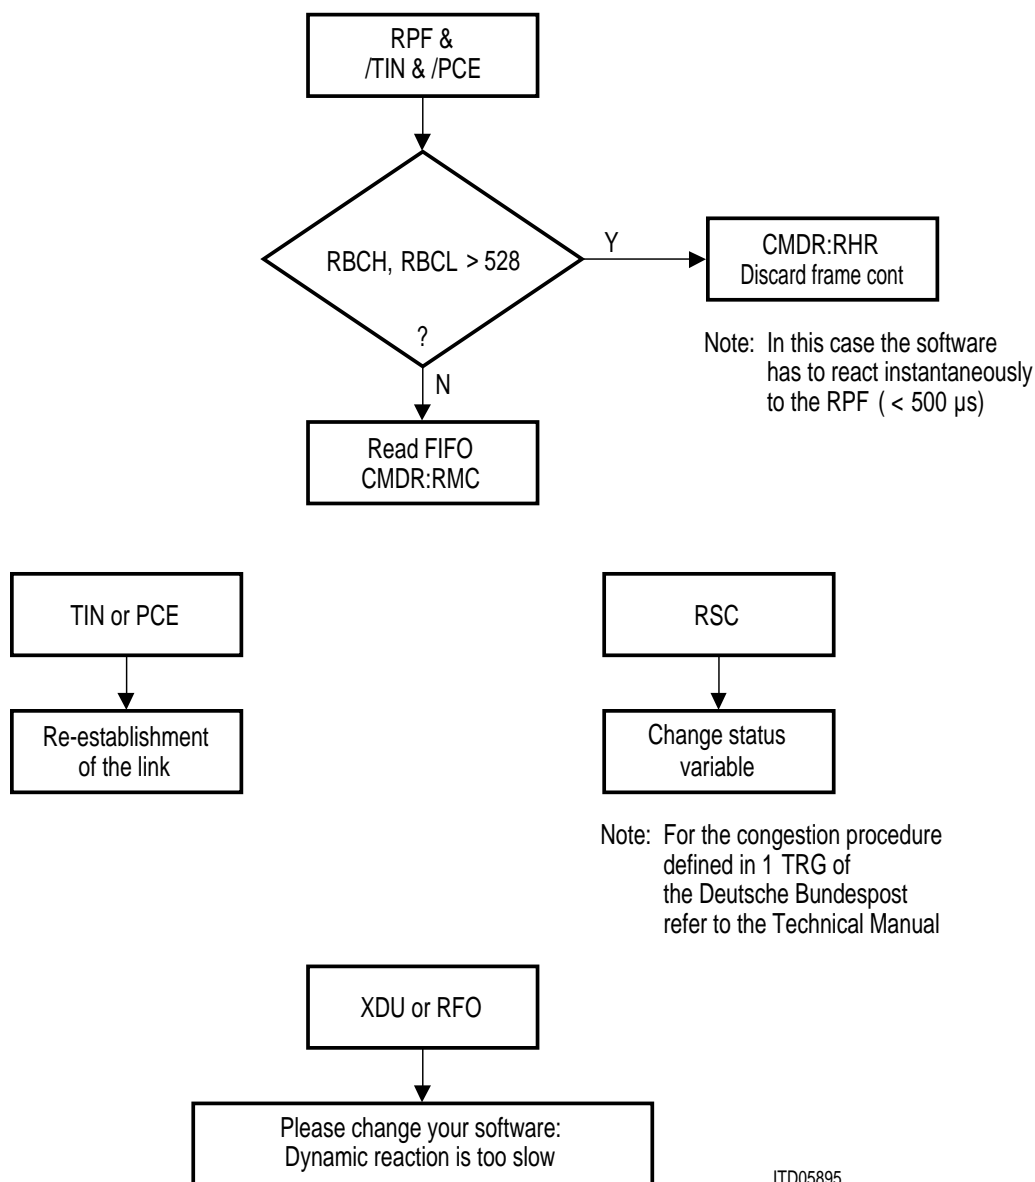 RPF &
/TIN & /PCE
RBCH, RBCL > 528
?
Y
CMDR:RHR
Discard frame cont
Note: In this case the software
has to react instantaneously
to the RPF ( < 500 µs)
N
Read FIFO
CMDR:RMC
TIN or PCE
Re-establishment
of the link
RSC
Change status
variable
Note: For the congestion procedure
defined in 1 TRG of
the Deutsche Bundespost
refer to the Technical Manual
XDU or RFO
Please change your software:
Dynamic reaction is too slow
ITD05895